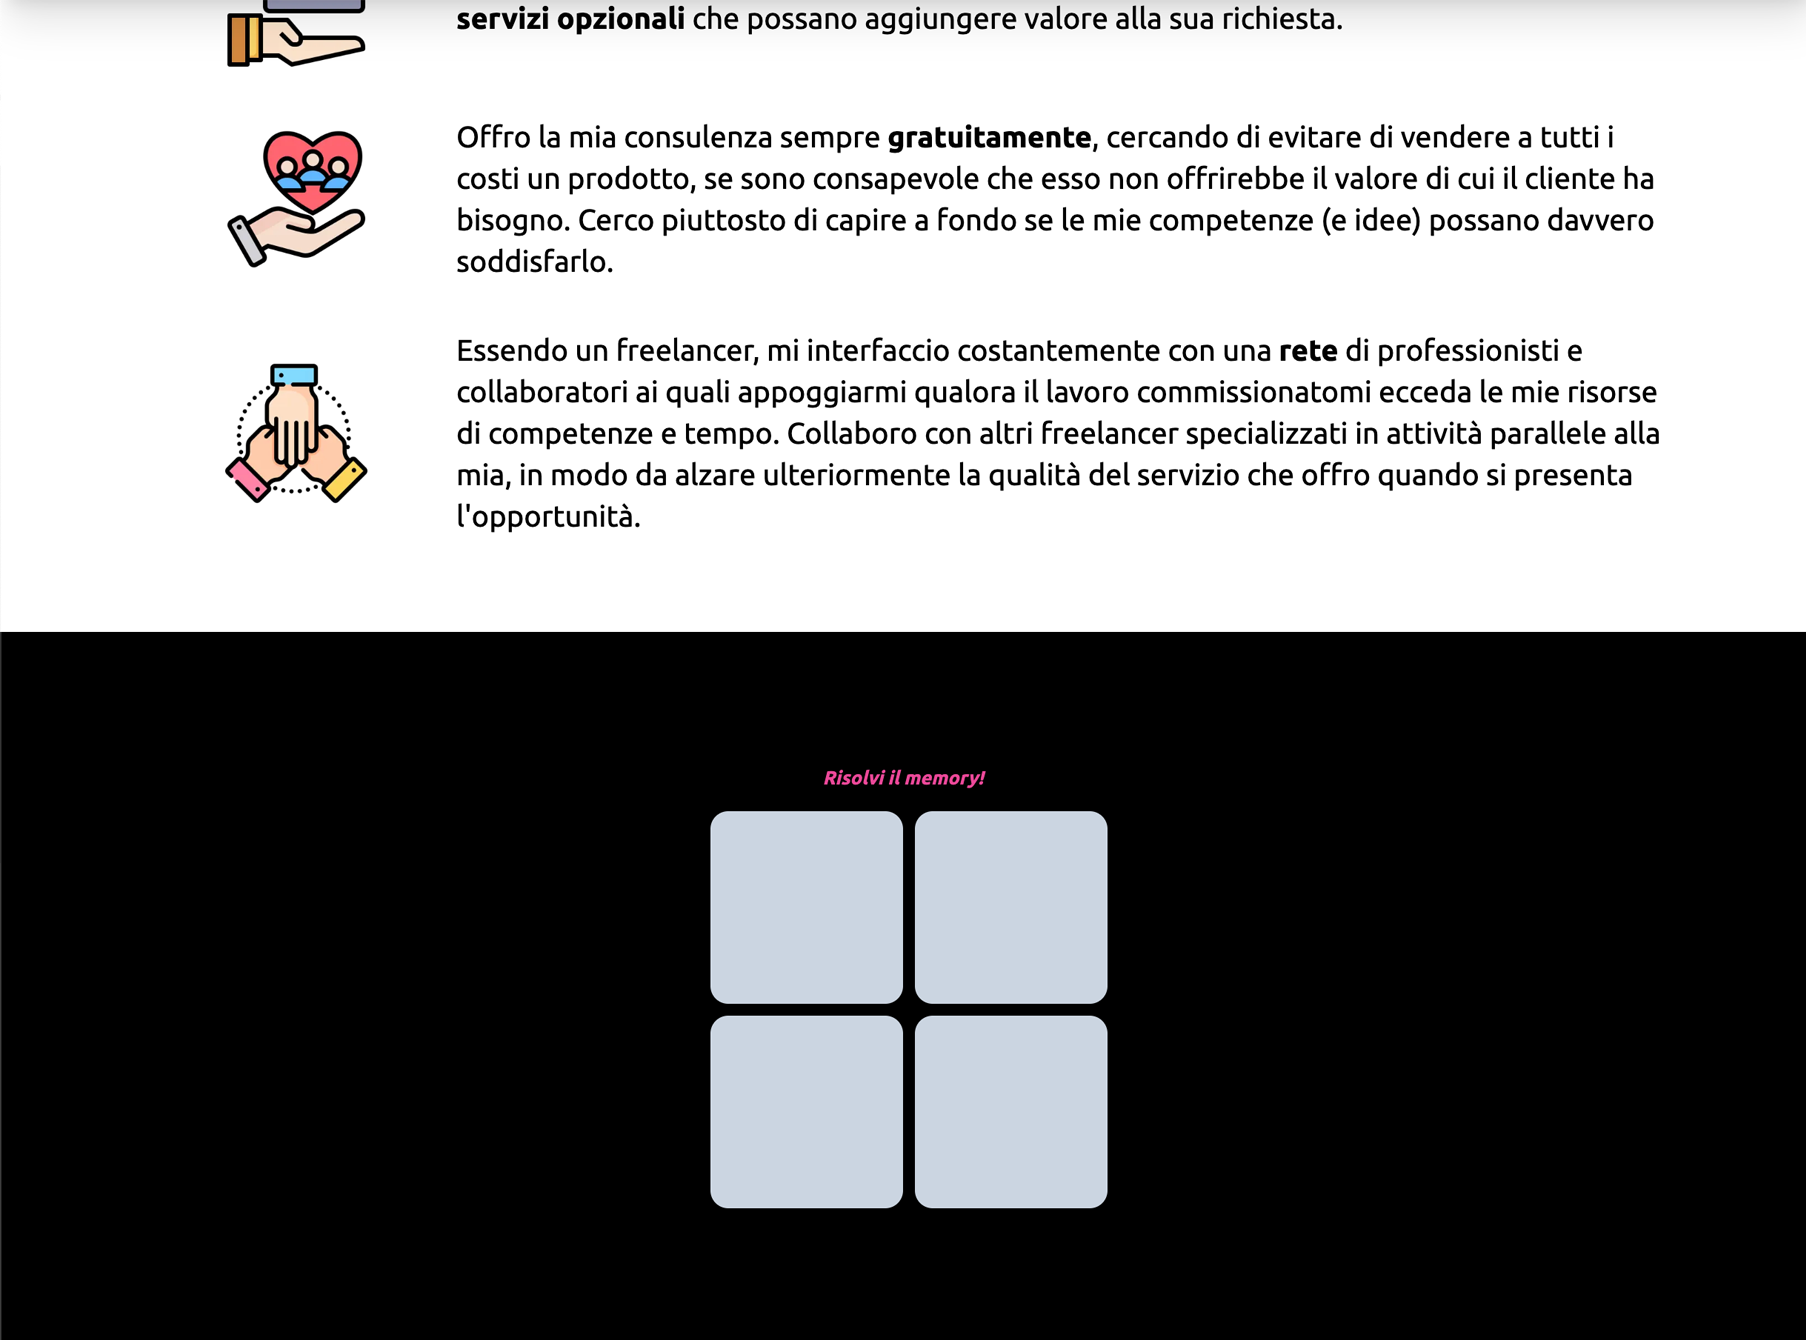 servizi opzionali che possano aggiungere valore alla sua richiesta.
Offro la mia consulenza sempre gratuitamente, cercando di evitare di vendere a tutti i
costi un prodotto, se sono consapevole che esso non offrirebbe il valore di cui il cliente ha
bisogno. Cerco piuttosto di capire a fondo se le mie competenze (e idee) possano davvero
soddisfarlo.
Essendo un freelancer, mi interfaccio costantemente con una rete di professionisti e
collaboratori ai quali appoggiarmi qualora il lavoro commissionatomi ecceda le mie risorse
di competenze e tempo. Collaboro con altri freelancer specializzati in attività parallele alla
mia, in modo da alzare ulteriormente la qualità del servizio che offro quando si presenta
l'opportunità.
Risolvi il memory!